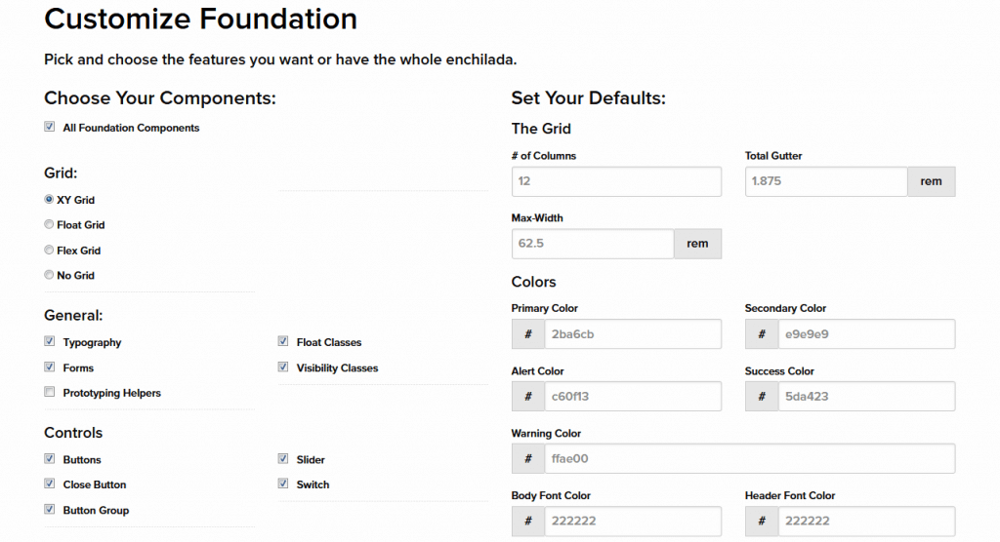 Customize Foundation
Pick and choose the features you want or have the whole enchilada.
Choose Your Components:
All Foundation Components
Grid:
XY Grid
Float Grid
Flex Grid
No Grid
General:
Typography
Float Classes
Forms
Visibility Classes
Prototyping Helpers
Controls
Buttons
Slider
Close Button
Switch
Button Group
Set Your Defaults:
The Grid
# of Columns
Total Gutter
12
1.875 rem
Max-Width
62.5 rem
Colors
Primary Color
Secondary Color
# 2ba6cb
# e9e9e9
Alert Color
Success Color
# c60f13
# 5da423
Warning Color
# ffae00
Body Font Color
Header Font Color
# 222222
# 222222